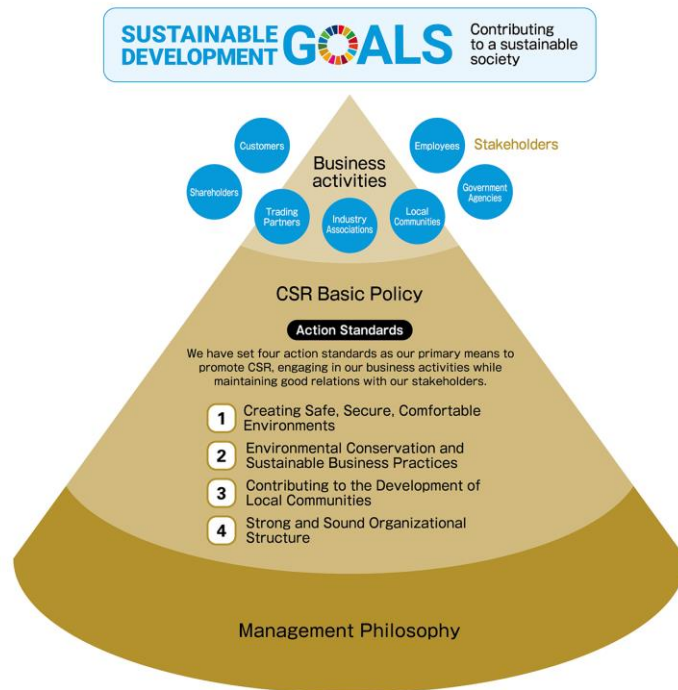 SUSTAINABLE
DEVELOPMENT
GOALS
Contributing
to a sustainable
society
Customers
Employees
Stakeholders
Business
activities
Shareholders
Government
Agencies
Trading
Partners
Industry
Associations
Local
Communities
CSR Basic Policy
Action Standards
We have set four action standards as our primary means to
promote CSR, engaging in our business activities while
maintaining good relations with our stakeholders.
1 Creating Safe, Secure, Comfortable
Environments
2 Environmental Conservation and
Sustainable Business Practices
3 Contributing to the Development of
Local Communities
4 Strong and Sound Organizational
Structure
Management Philosophy